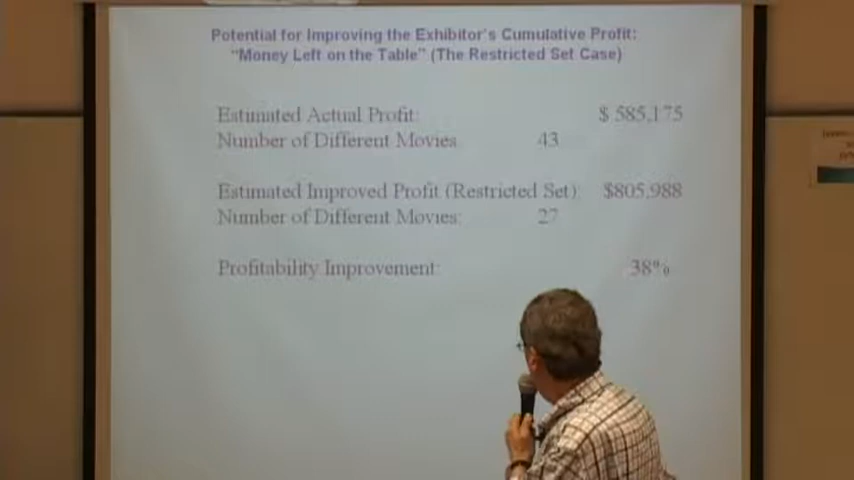 Potential for Improving the Exhibitor's Cumulative Profit:
"Money Left on the Table" (The Restricted Set Case)
Estimated Actual Profit: $ 585,175
Number of Different Movies 43
Estimated Improved Profit (Restricted Set) $805,988
Number of Different Movies: 27
Profitability Improvement: 38%